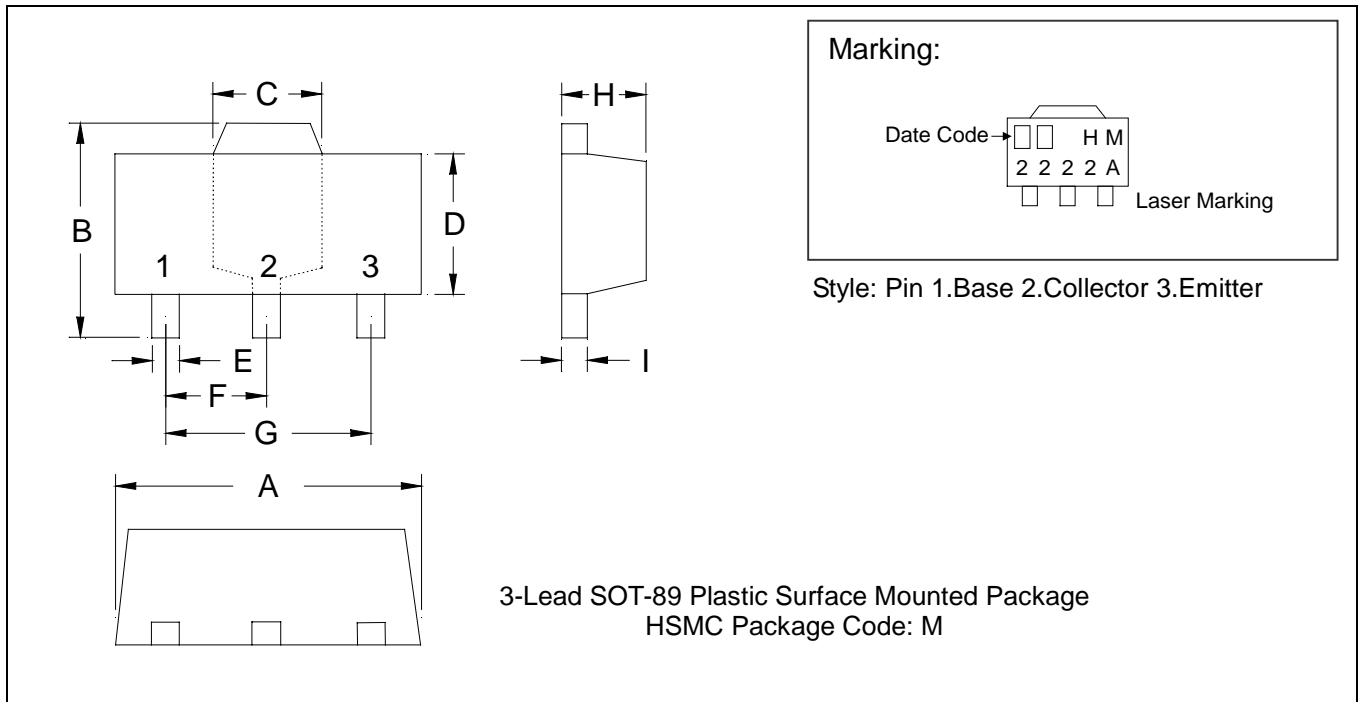 Marking:
Date Code
H M
2 2 2 2 A
Laser Marking
Style: Pin 1.Base 2.Collector 3.Emitter
C
H
B
D
1 2 3
E
I
F
G
A
3-Lead SOT-89 Plastic Surface Mounted Package
HSMC Package Code: M